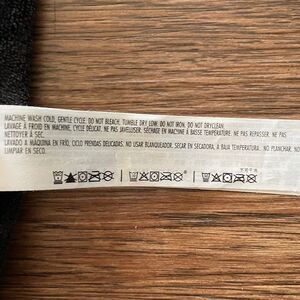 MACHINE WASH COLD, GENTLE CYCLE, DO NOT BLEACH, TUMBLE DRY LOW, DO NOT IRON, DO NOT DRYCLEAN
LAVAGE À FROID EN MACHINE, CYCLE DÉLICAT. NE PAS JAVELLISER, SÉCHAGE EN MACHINE À BASSE TEMPÉRATURE. NE PAS REPASSER. NE PAS
NETTOYER À SEC.
LAVADO A MÁQUINA EN FRÍO, CICLO PRENDAS DELICADAS. NO USAR BLANQUEADOR. SECAR EN SECADORA, A BAJA TEMPERATURA. NO PLANCHAR. NO
LIMPIAR EN SECO.